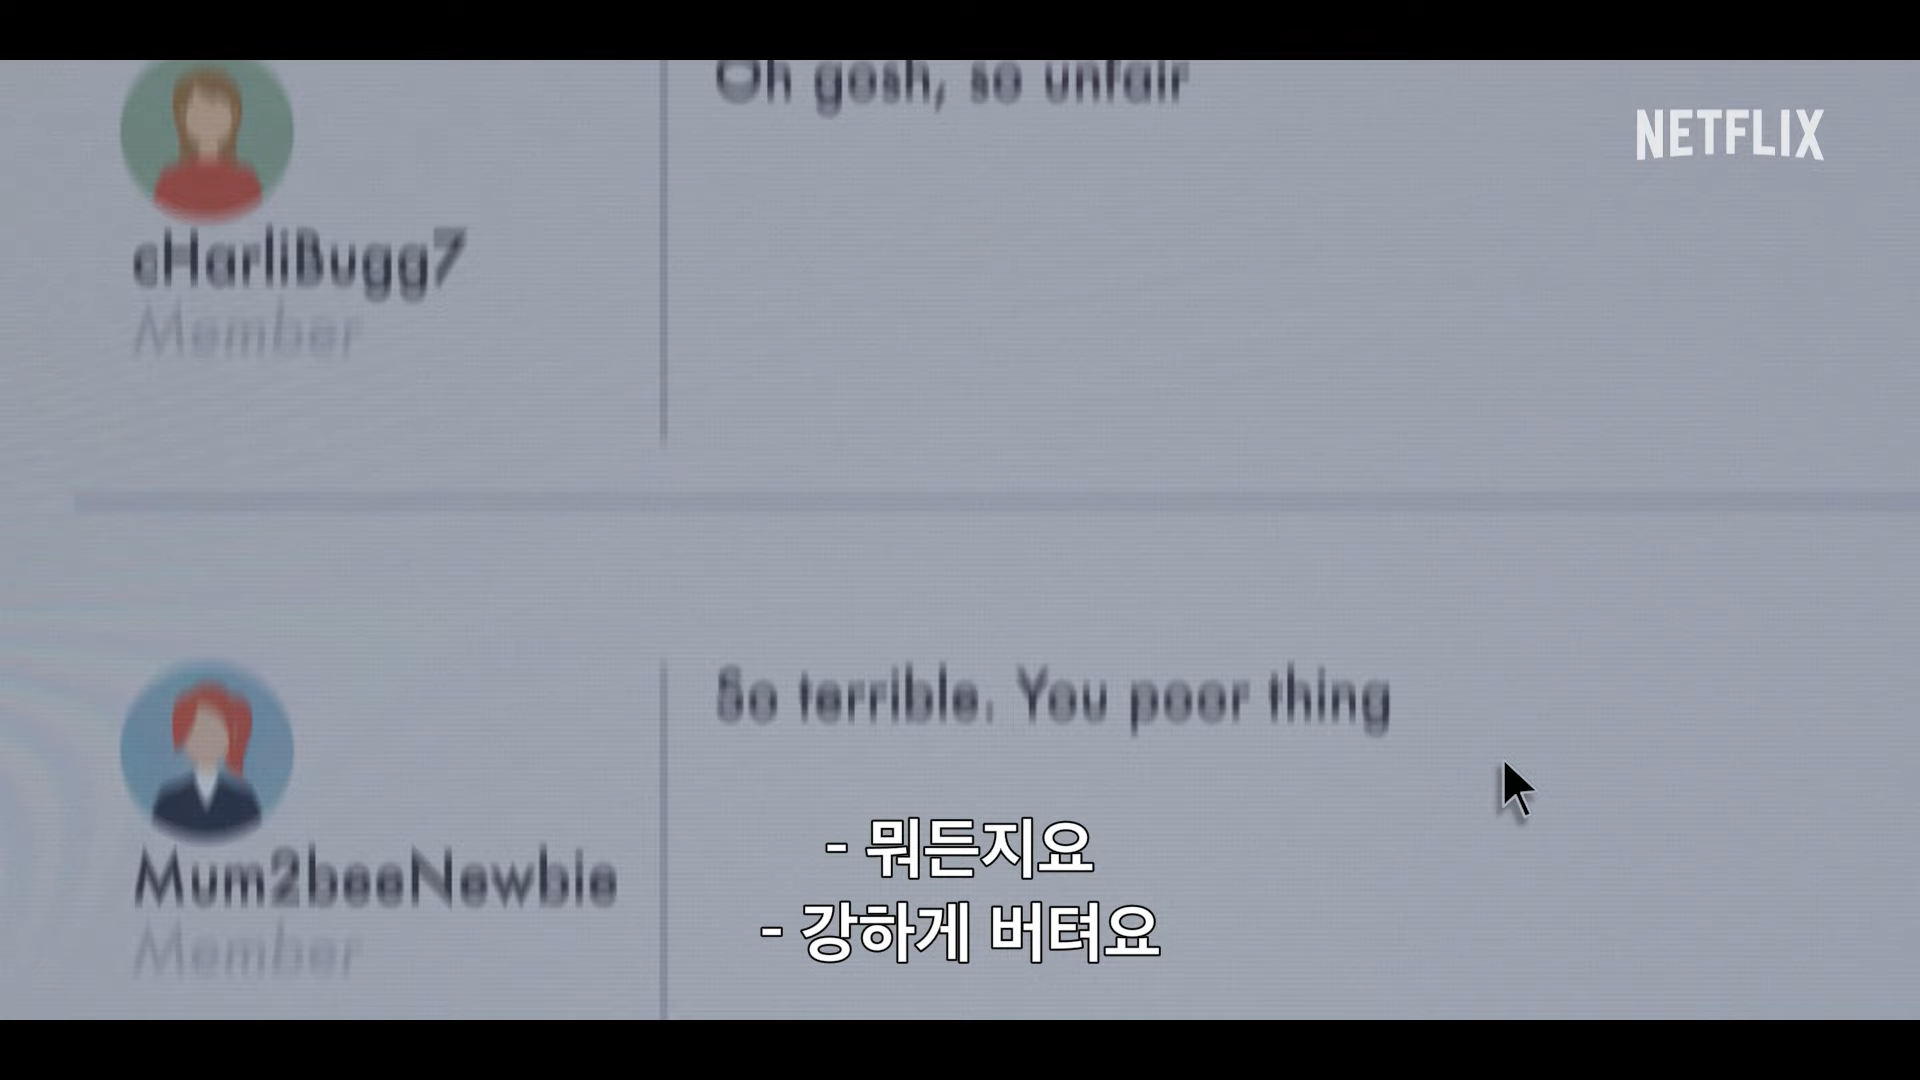 Oh gosh, so unfair
NETFLIX
cHarliBugg7
Member
So terrible. You poor thing
Mum2beeNewbie
Member
- 뭐든지요
- 강하게 버텨요